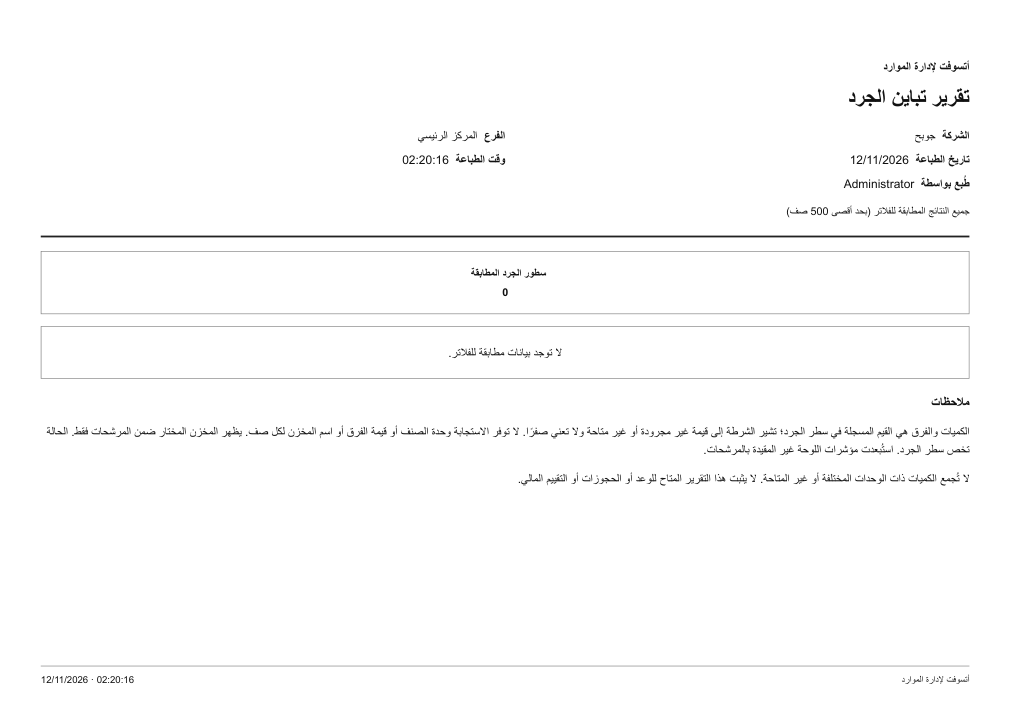 أتسوفت لإدارة الموارد
تقرير تباين الجرد
الشركة جوبح
الفرع المركز الرئيسي
تاريخ الطباعة 12/11/2026
وقت الطباعة 02:20:16
طُبع بواسطة Administrator
جميع النتائج المطابقة للفلاتر (بحد أقصى 500 صف)
سطور الجرد المطابقة
0
لا توجد بيانات مطابقة للفلاتر.
ملاحظات
الكميات والفرق هي القيم المسجلة في سطر الجرد؛ تشير الشرطة إلى قيمة غير مجرودة أو غير متاحة ولا تعني صفرًا. لا توفر الاستجابة وحدة الصنف أو قيمة الفرق أو اسم المخزن لكل صف. يظهر المخزن المختار ضمن المرشحات فقط. الحالة
تخص سطر الجرد. استُبعدت مؤشرات اللوحة غير المقيدة بالمرشحات.
لا تُجمع الكميات ذات الوحدات المختلفة أو غير المتاحة. لا يثبت هذا التقرير المتاح للوعد أو الحجوزات أو التقييم المالي.
أتسوفت لإدارة الموارد
12/11/2026 · 02:20:16